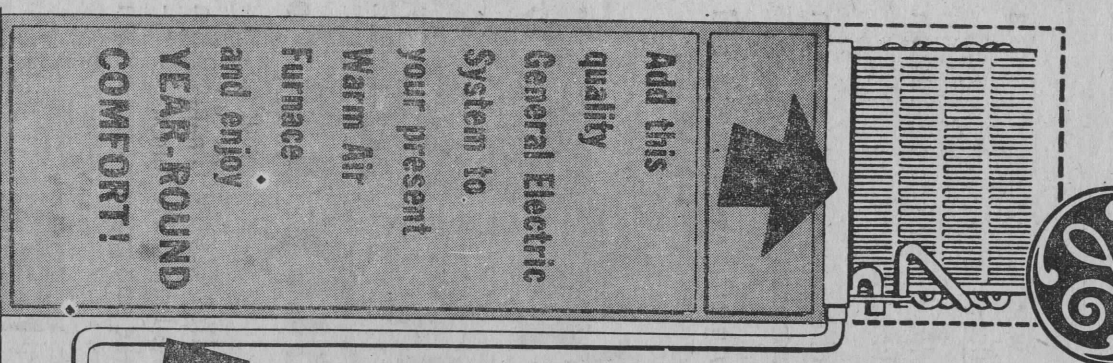 Add this
quality
General Electric
System to
your present
Warm Air
Furnace
and enjoy
YEAR-ROUND
COMFORT!